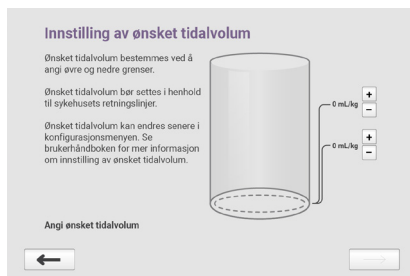 Innstilling av ønsket tidalvolum
Ønsket tidalvolum bestemmes ved å
angi øvre og nedre grenser.
Ønsket tidalvolum bør settes i henhold
til sykehusets retningslinjer.
Ønsket tidalvolum kan endres senere i
konfigurasjonsmenyen. Se
brukerhåndboken for mer informasjon
om innstilling av ønsket tidalvolum.
+
0 mL/kg
−
+
0 mL/kg
−
Angi ønsket tidalvolum